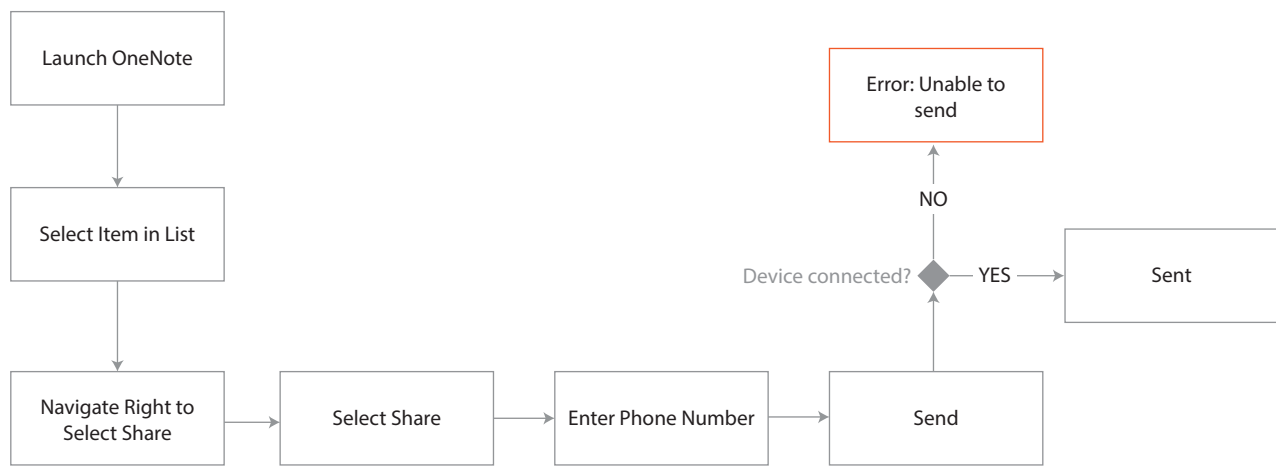 Launch OneNote
Select Item in List
Navigate Right to
Select Share
Select Share
Enter Phone Number
Send
Device connected?
NO
Error: Unable to
send
YES
Sent